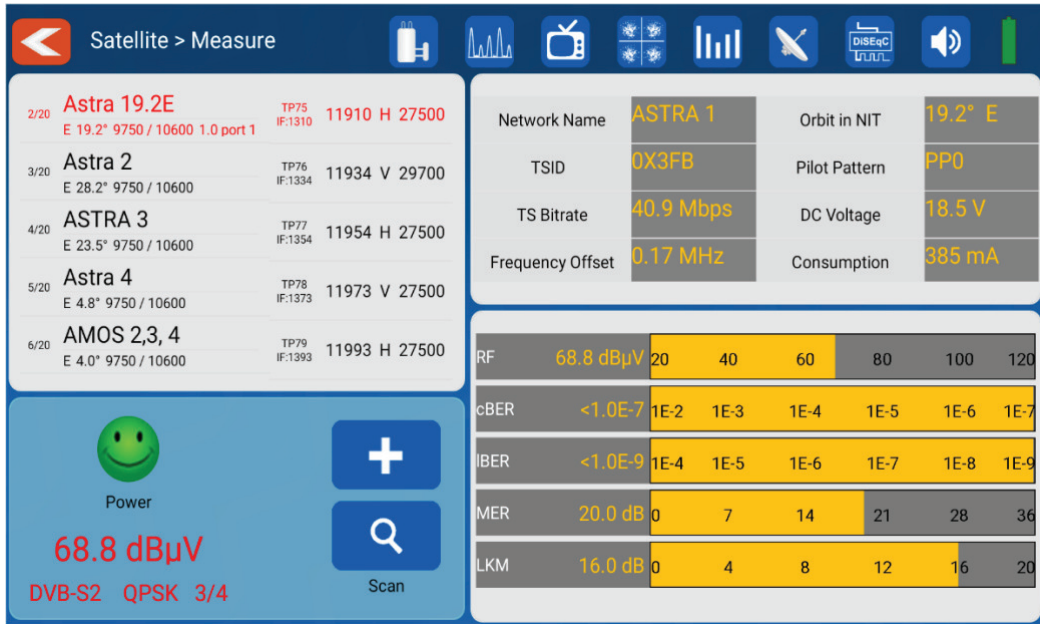 Satellite > Measure
DiSEqC
2/20 Astra 19.2E TP75 11910 H 27500
E 19.2° 9750 / 10600 1.0 port 1 IF:1310
3/20 Astra 2 TP76 11934 V 29700
E 28.2° 9750 / 10600 IF:1334
4/20 ASTRA 3 TP77 11954 H 27500
E 23.5° 9750 / 10600 IF:1354
5/20 Astra 4 TP78 11973 V 27500
E 4.8° 9750 / 10600 IF:1373
6/20 AMOS 2,3, 4 TP79 11993 H 27500
E 4.0° 9750 / 10600 IF:1393
Power
68.8 dBµV
DVB-S2 QPSK 3/4
Scan
Network Name ASTRA 1 Orbit in NIT 19.2° E
TSID 0X3FB Pilot Pattern PP0
TS Bitrate 40.9 Mbps DC Voltage 18.5 V
Frequency Offset 0.17 MHz Consumption 385 mA
RF 68.8 dBµV 20 40 60 80 100 120
cBER <1.0E-7 1E-2 1E-3 1E-4 1E-5 1E-6 1E-7
lBER <1.0E-9 1E-4 1E-5 1E-6 1E-7 1E-8 1E-9
MER 20.0 dB 0 7 14 21 28 36
LKM 16.0 dB 0 4 8 12 16 20